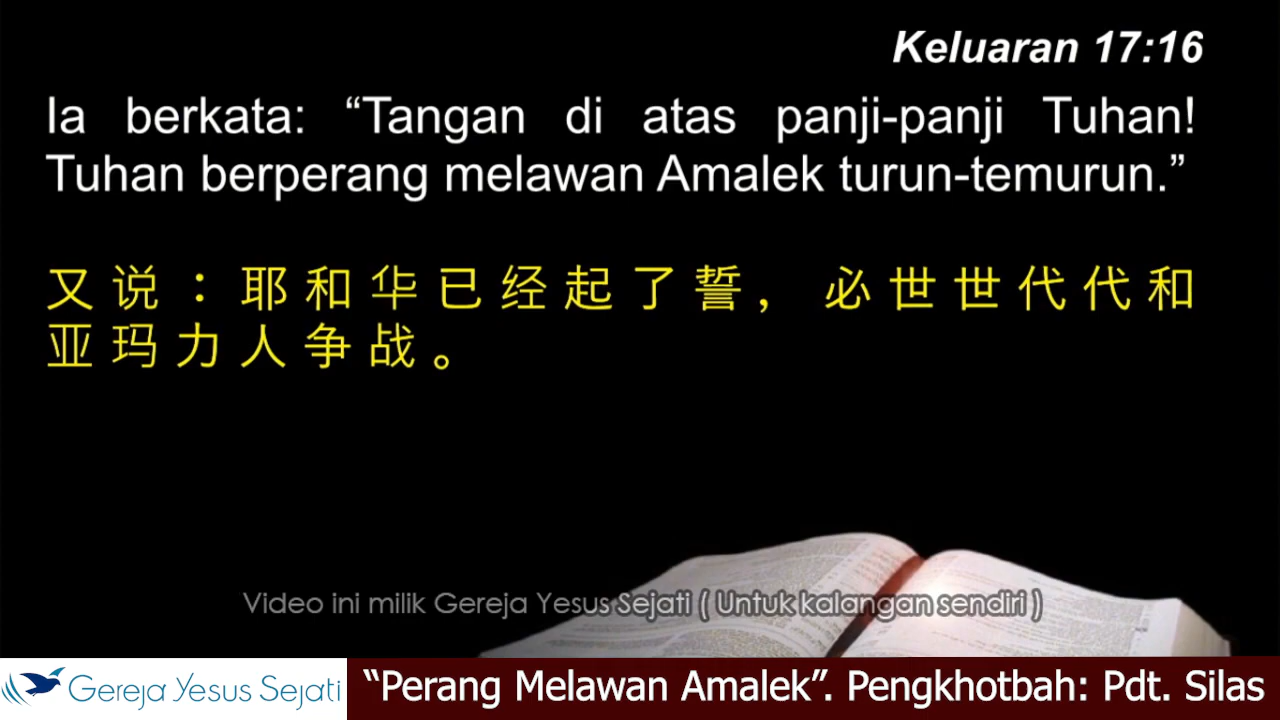 Keluaran 17:16
Ia berkata: “Tangan di atas panji-panji Tuhan!
Tuhan berperang melawan Amalek turun-temurun.”
又说：耶和华已经起了誓，必世世代代和
亚玛力人争战。
Video ini milik Gereja Yesus Sejati ( Untuk kalangan sendiri )
Gereja Yesus Sejati
“Perang Melawan Amalek”. Pengkhotbah: Pdt. Silas